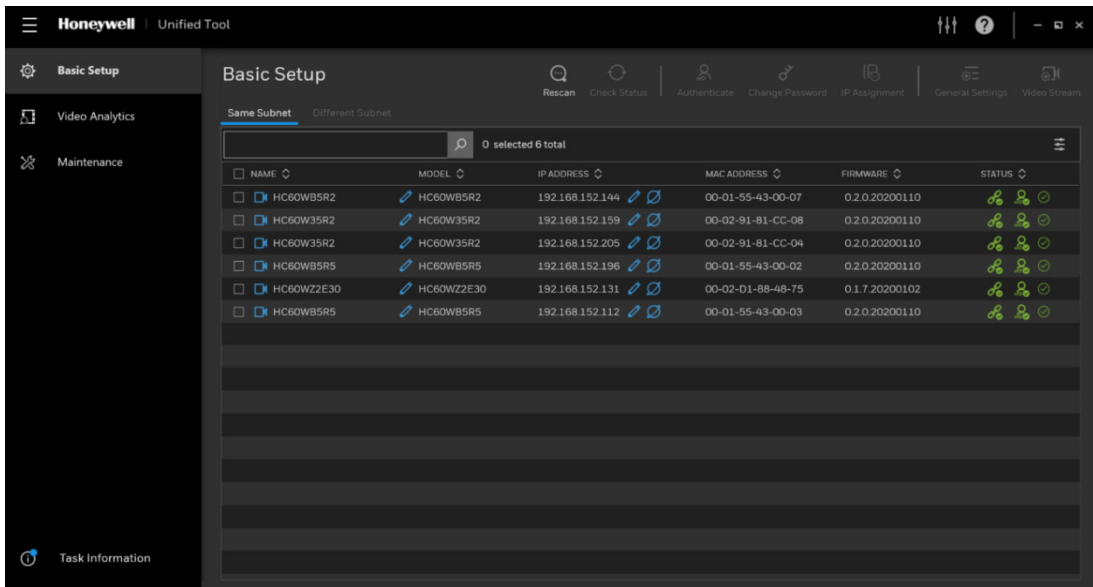 Honeywell | Unified Tool
Basic Setup
Video Analytics
Maintenance
Task Information
Basic Setup
Rescan Check Status Authenticate Change Password IP Assignment General Settings Video Stream
Same Subnet Different Subnet
0 selected 6 total
NAME MODEL IP ADDRESS MAC ADDRESS FIRMWARE STATUS
HC60WB5R2 HC60WB5R2 192.168.152.144 00-01-55-43-00-07 0.2.0.20200110
HC60W35R2 HC60W35R2 192.168.152.159 00-02-91-81-CC-08 0.2.0.20200110
HC60W35R2 HC60W35R2 192.168.152.205 00-02-91-81-CC-04 0.2.0.20200110
HC60WB5R5 HC60WB5R5 192.168.152.196 00-01-55-43-00-02 0.2.0.20200110
HC60WZ2E30 HC60WZ2E30 192.168.152.131 00-02-D1-88-48-75 0.1.7.20200102
HC60WB5R5 HC60WB5R5 192.168.152.112 00-01-55-43-00-03 0.2.0.20200110